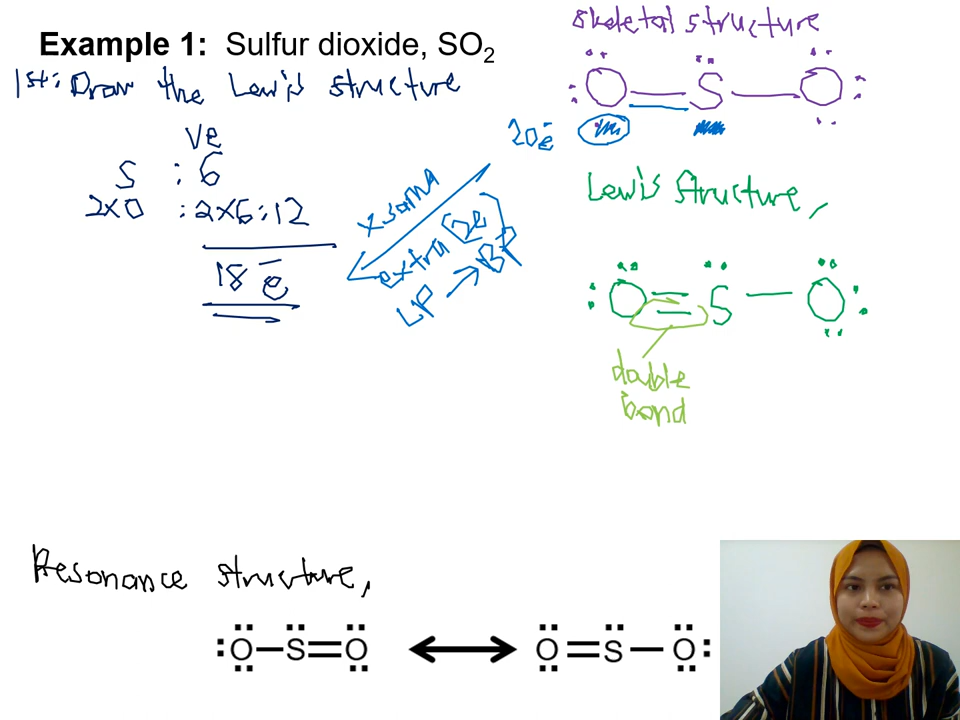 Example 1: Sulfur dioxide, SO₂
1st: Draw the Lewis structure
Ve
S : 6
2xO : 2x6 : 12
18 ē
20ē
x sama
extra (2e)
LP → BP
Skeletal structure
O = S — O
Lewis Structure,
O = S — O
double
bond
Resonance structure,
:O—S=O ↔ O=S—O: